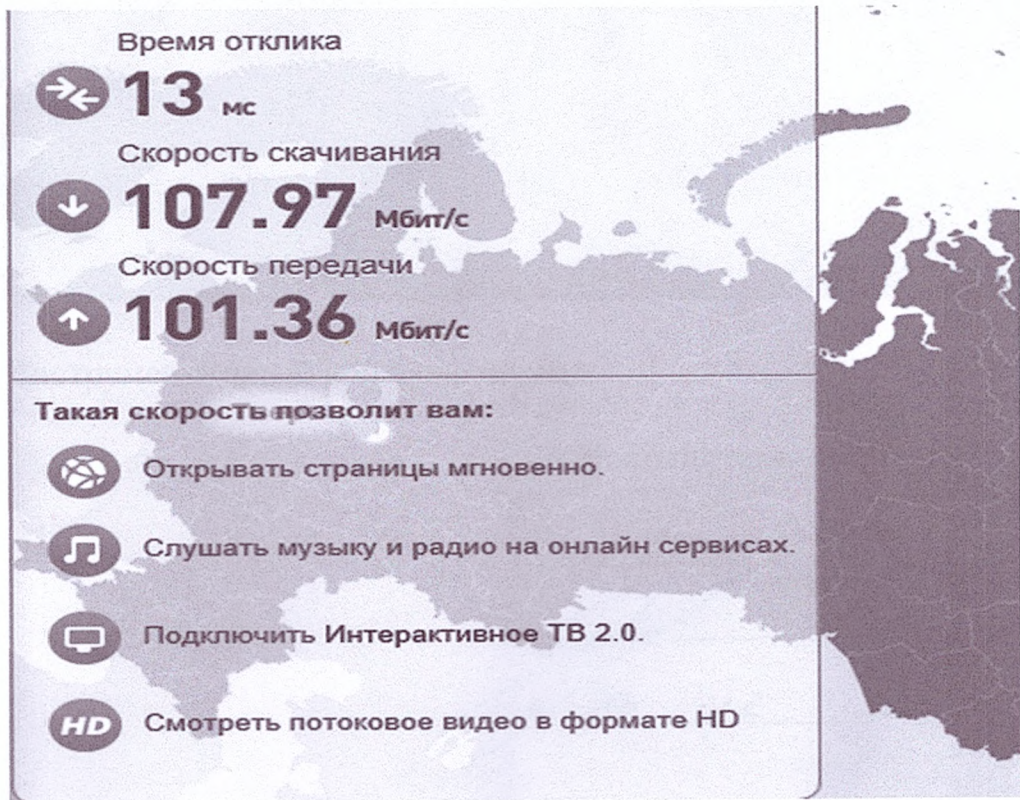 Время отклика
13 мс
Скорость скачивания
107.97 Мбит/с
Скорость передачи
101.36 Мбит/с
Такая скорость позволит вам:
Открывать страницы мгновенно.
Слушать музыку и радио на онлайн сервисах.
Подключить Интерактивное ТВ 2.0.
HD Смотреть потоковое видео в формате HD